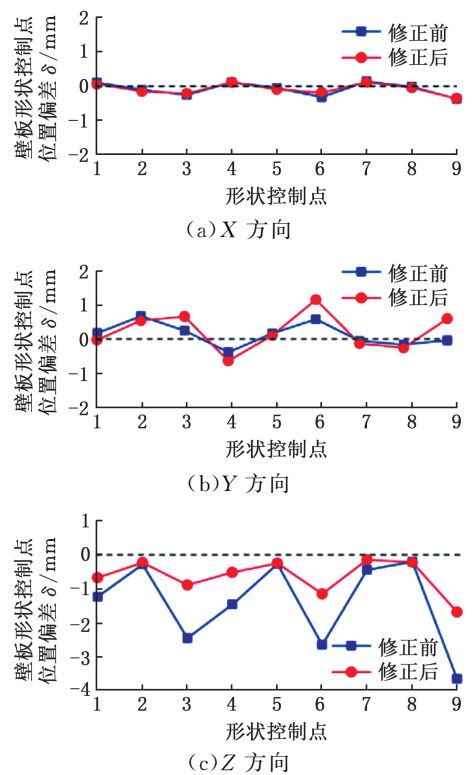 壁板形状控制点
位置偏差 δ/mm
2
1
0
−1
−2
修正前
修正后
1 2 3 4 5 6 7 8 9
形状控制点
(a)X 方向
壁板形状控制点
位置偏差 δ/mm
2
1
0
−1
−2
修正前
修正后
1 2 3 4 5 6 7 8 9
形状控制点
(b)Y 方向
壁板形状控制点
位置偏差 δ/mm
1
0
−1
−2
−3
−4
修正前
修正后
1 2 3 4 5 6 7 8 9
形状控制点
(c)Z 方向